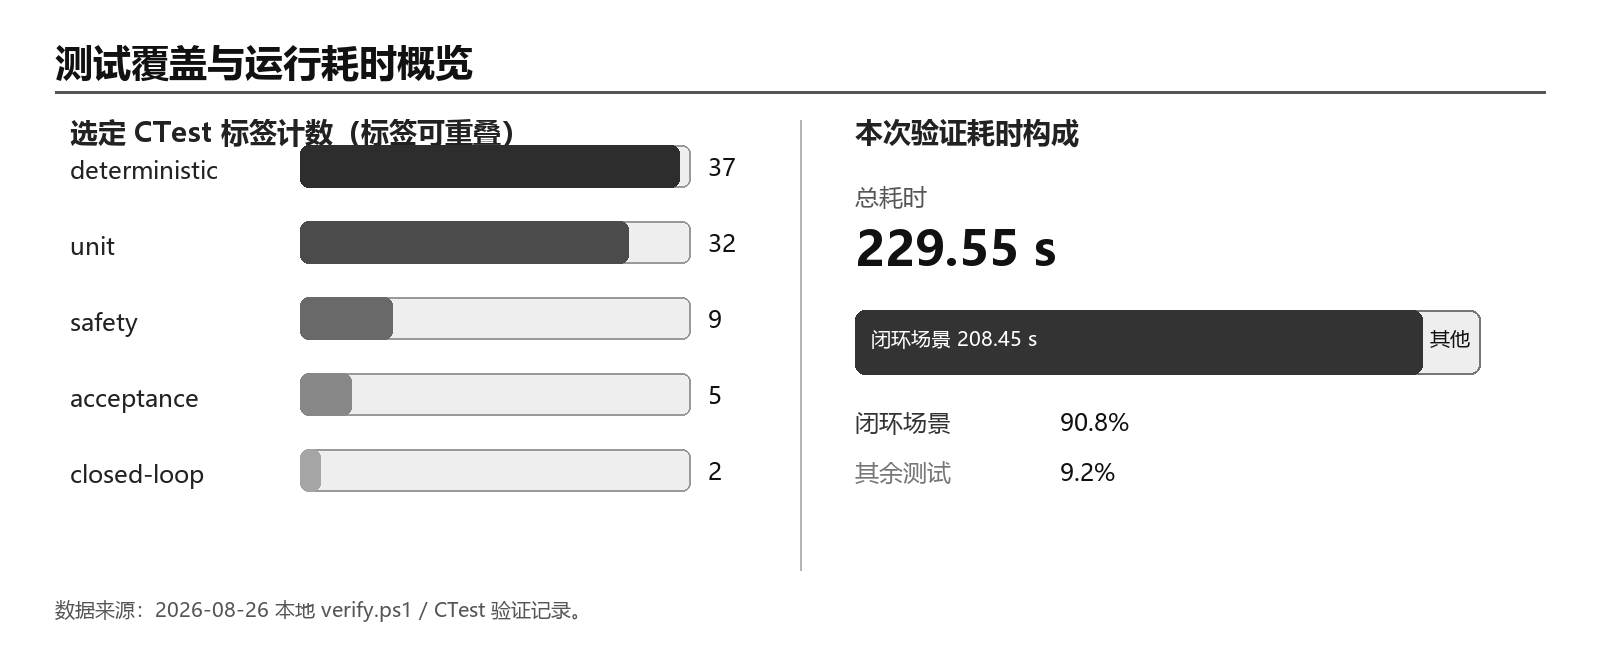 测试覆盖与运行耗时概览
选定 CTest 标签计数（标签可重叠）
deterministic 37
unit 32
safety 9
acceptance 5
closed-loop 2
本次验证耗时构成
总耗时
229.55 s
闭环场景 208.45 s 其他
闭环场景 90.8%
其余测试 9.2%
数据来源：2026-08-26 本地 verify.ps1 / CTest 验证记录。